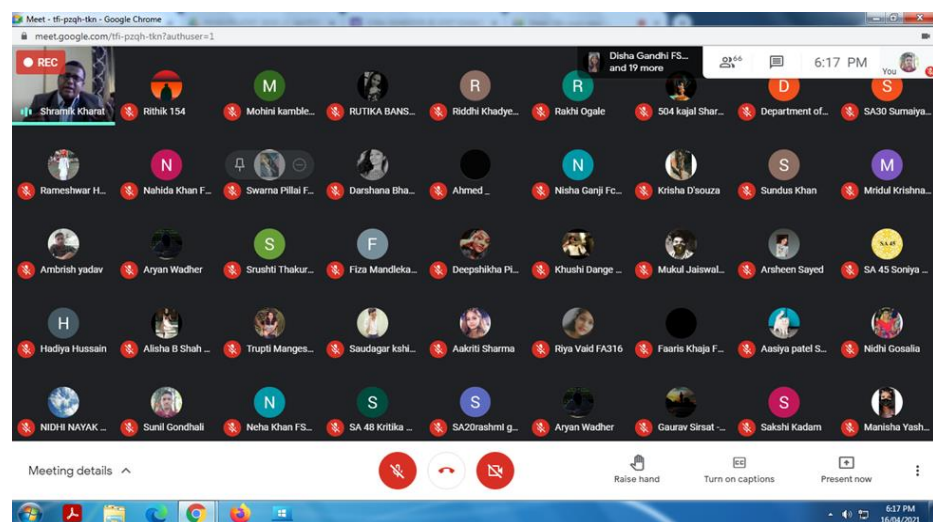 Meet - tfi-pzqh-tkn - Google Chrome
meet.google.com/tfi-pzqh-tkn?authuser=1
REC
Disha Gandhi FS...
and 19 more
66
6:17 PM
You
M
R
R
D
S
Shramik Kharat
Rithik 154
Mohini kamble...
RUTIKA BANS...
Riddhi Khadye...
Rakhi Ogale
504 kajal Shar...
Department of...
SA30 Sumaiya...
N
N
S
M
Rameshwar H...
Nahida Khan F...
Swarna Pillai F...
Darshana Bha...
Ahmed _
Nisha Ganji Fc...
Krisha D'souza
Sundus Khan
Mridul Krishna...
S
F
SA 45
Ambrish yadav
Aryan Wadher
Srushti Thakur...
Fiza Mandleka...
Deepshikha Pi...
Khushi Dange ...
Mukul Jaiswal...
Arsheen Sayed
SA 45 Soniya ...
H
Hadiya Hussain
Alisha B Shah ...
Trupti Manges...
Saudagar kshi...
Aakriti Sharma
Riya Vaid FA316
Faaris Khaja F...
Aasiya patel S...
Nidhi Gosalia
N
S
S
S
NIDHI NAYAK ...
Sunil Gondhali
Neha Khan FS...
SA 48 Kritika ...
SA20rashmI g...
Aryan Wadher
Gaurav Sirsat -...
Sakshi Kadam
Manisha Yash...
Meeting details
Raise hand
CC
Turn on captions
Present now
6:17 PM
16/04/2021